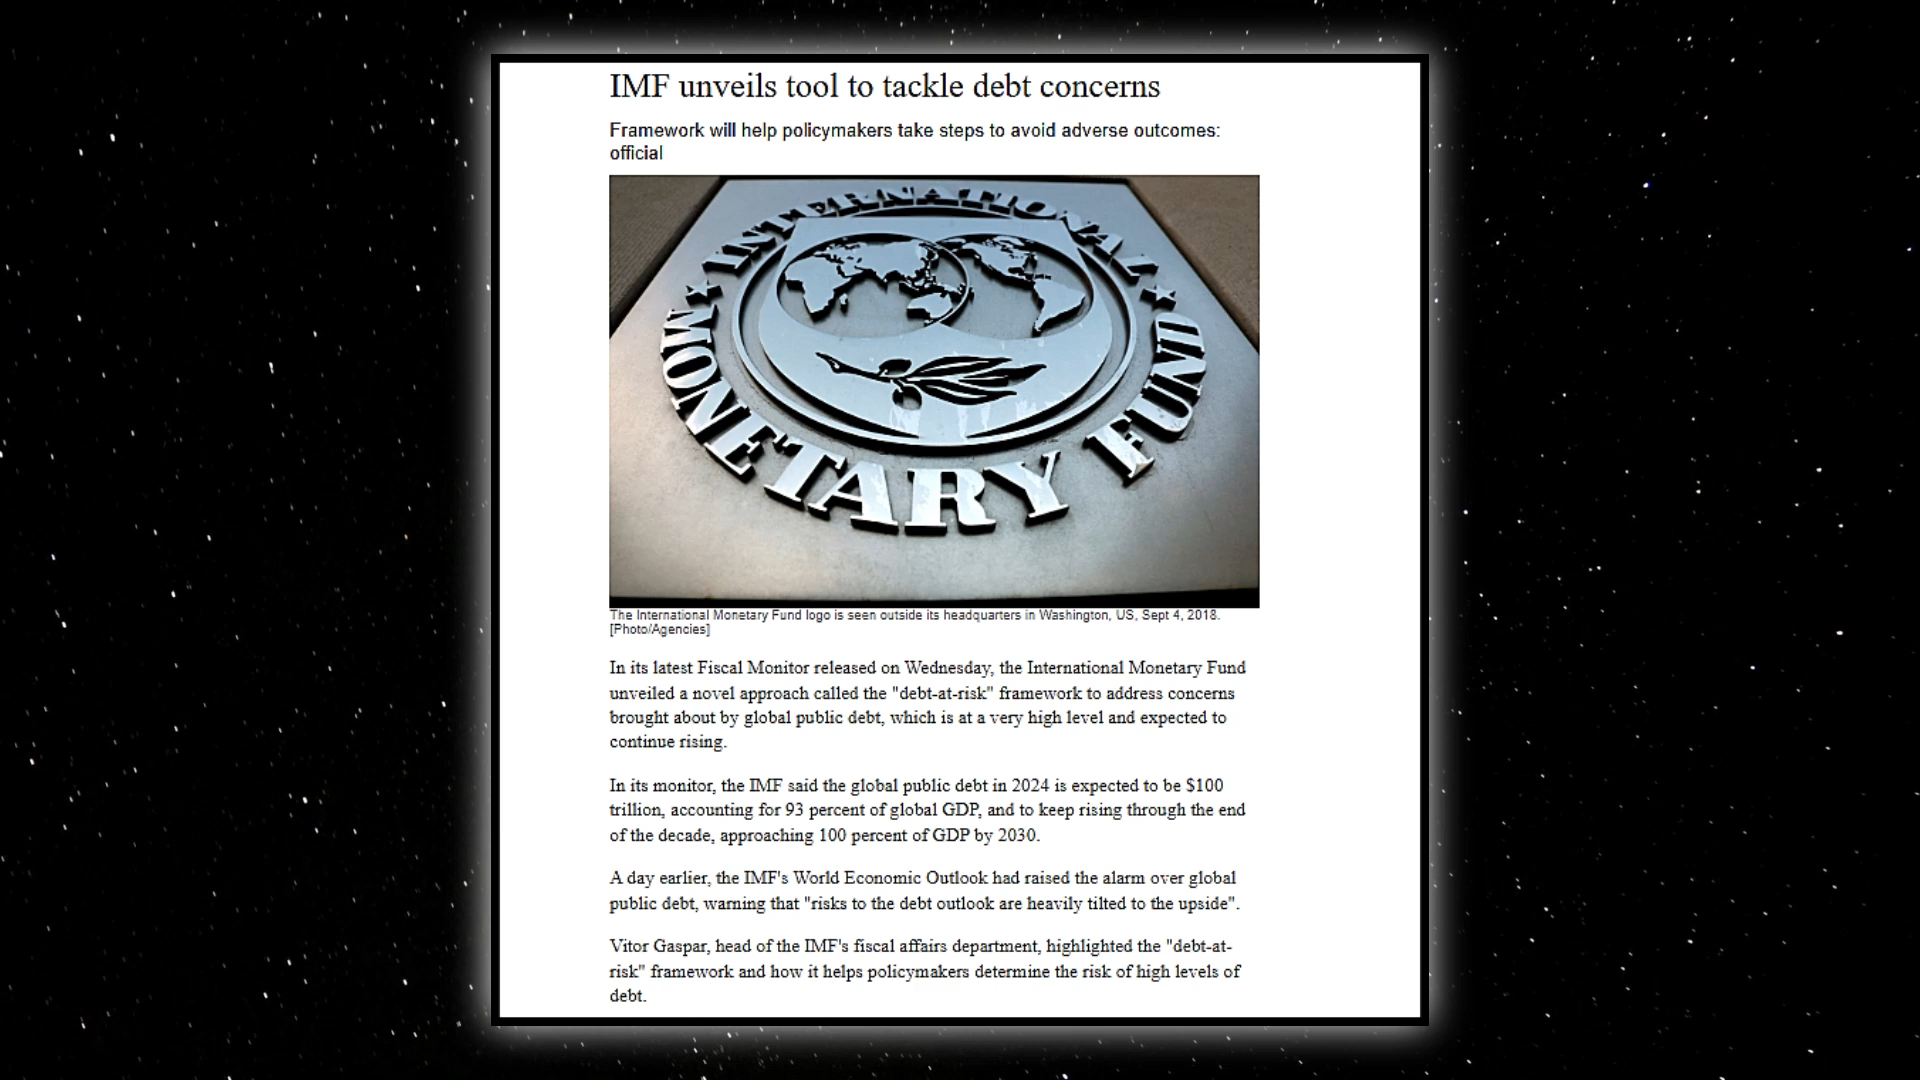 IMF unveils tool to tackle debt concerns
Framework will help policymakers take steps to avoid adverse outcomes:
official
INTERNATIONAL
MONETARY FUND
The International Monetary Fund logo is seen outside its headquarters in Washington, US, Sept 4, 2018.
[Photo/Agencies]
In its latest Fiscal Monitor released on Wednesday, the International Monetary Fund
unveiled a novel approach called the "debt-at-risk" framework to address concerns
brought about by global public debt, which is at a very high level and expected to
continue rising.
In its monitor, the IMF said the global public debt in 2024 is expected to be $100
trillion, accounting for 93 percent of global GDP, and to keep rising through the end
of the decade, approaching 100 percent of GDP by 2030.
A day earlier, the IMF's World Economic Outlook had raised the alarm over global
public debt, warning that "risks to the debt outlook are heavily tilted to the upside".
Vitor Gaspar, head of the IMF's fiscal affairs department, highlighted the "debt-at-
risk" framework and how it helps policymakers determine the risk of high levels of
debt.